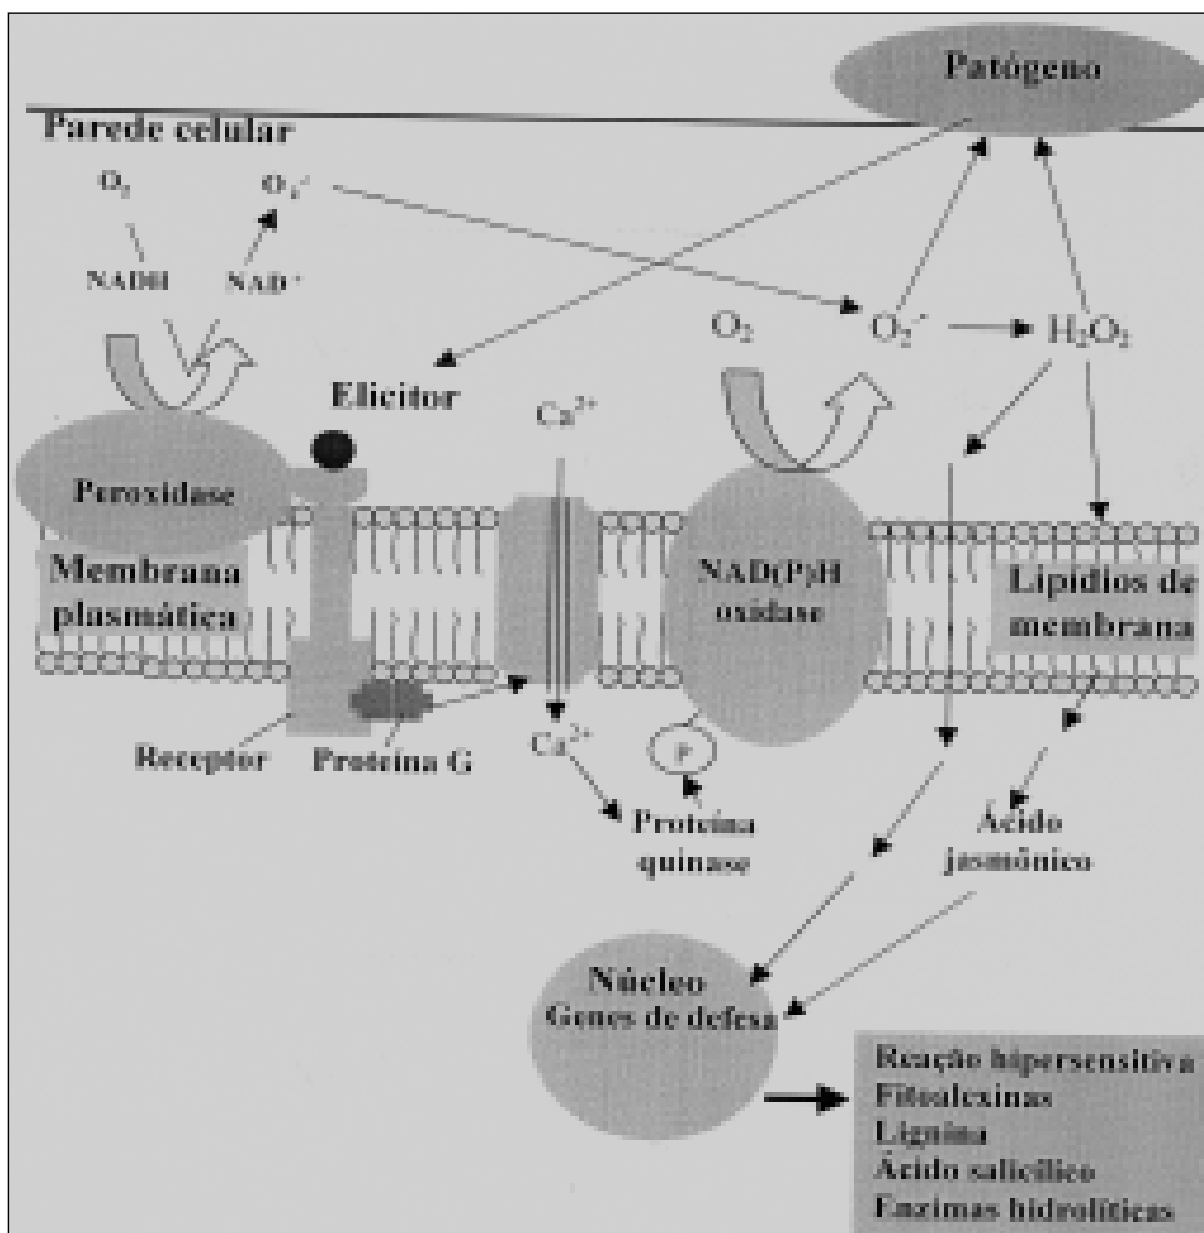 Patógeno
Parede celular
O₂
O₂⁻
NADH
NAD⁺
O₂
O₂⁻
H₂O₂
Elicitor
Ca²⁺
Peroxidase
Membrana
plasmática
NAD(P)H
oxidase
Lipídios de
membrana
Receptor
Proteína G
Ca²⁺
P
Proteína
quinase
Ácido
jasmônico
Núcleo
Genes de defesa
Reação hipersensitiva
Fitoalexinas
Lignina
Ácido salicílico
Enzimas hidrolíticas